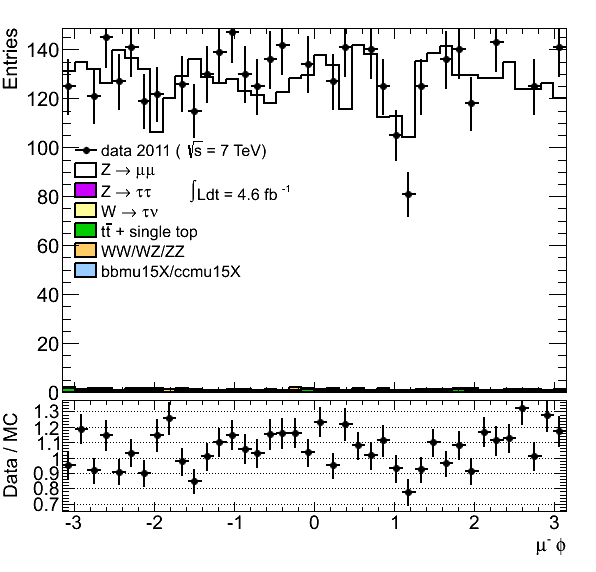 Entries
140
120
100
80
60
40
20
0
data 2011 ( √s = 7 TeV)
Z → μμ
Z → ττ
∫Ldt = 4.6 fb⁻¹
W → τν
tt̄ + single top
WW/WZ/ZZ
bbmu15X/ccmu15X
Data / MC
1.3
1.2
1.1
1
0.9
0.8
0.7
-3 -2 -1 0 1 2 3
μ⁻ ϕ